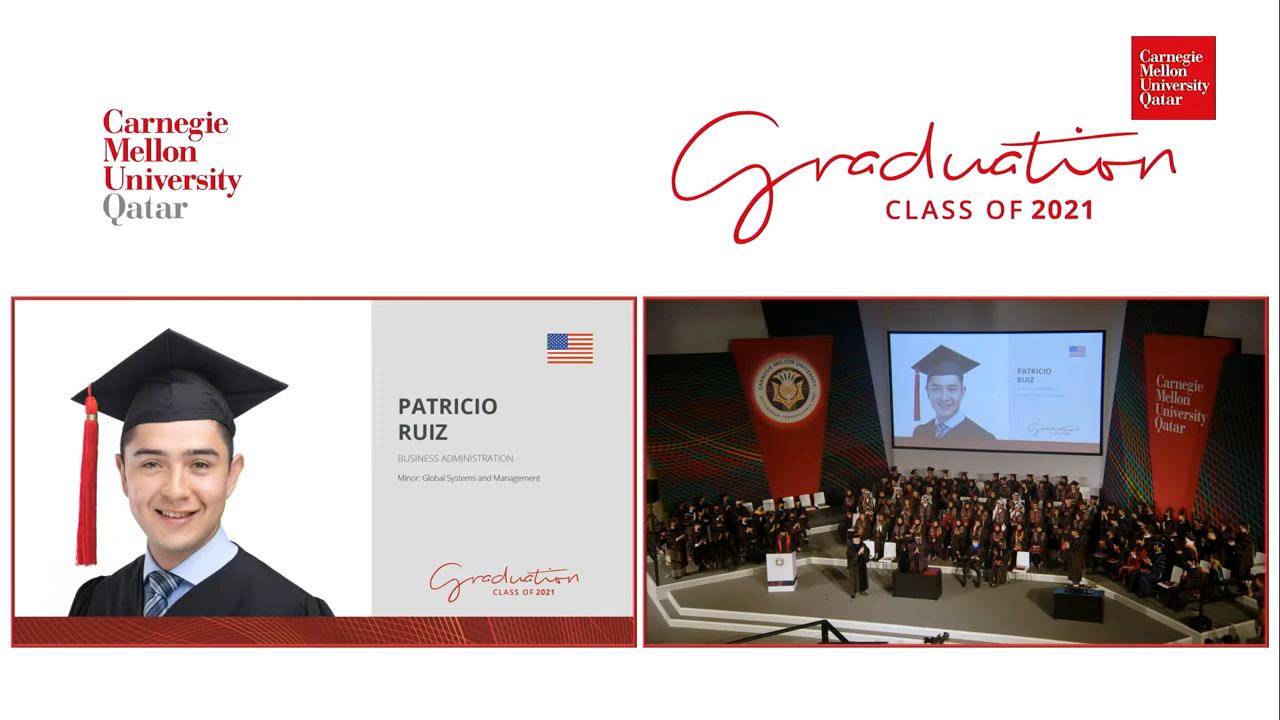 Carnegie
Mellon
University
Qatar
Graduation
CLASS OF 2021
Carnegie
Mellon
University
Qatar
PATRICIO
RUIZ
BUSINESS ADMINISTRATION
Minor: Global Systems and Management
Graduation
CLASS OF 2021
CARNEGIE MELLON UNIVERSITY
PATRICIO
RUIZ
Graduation
Carnegie
Mellon
University
Qatar